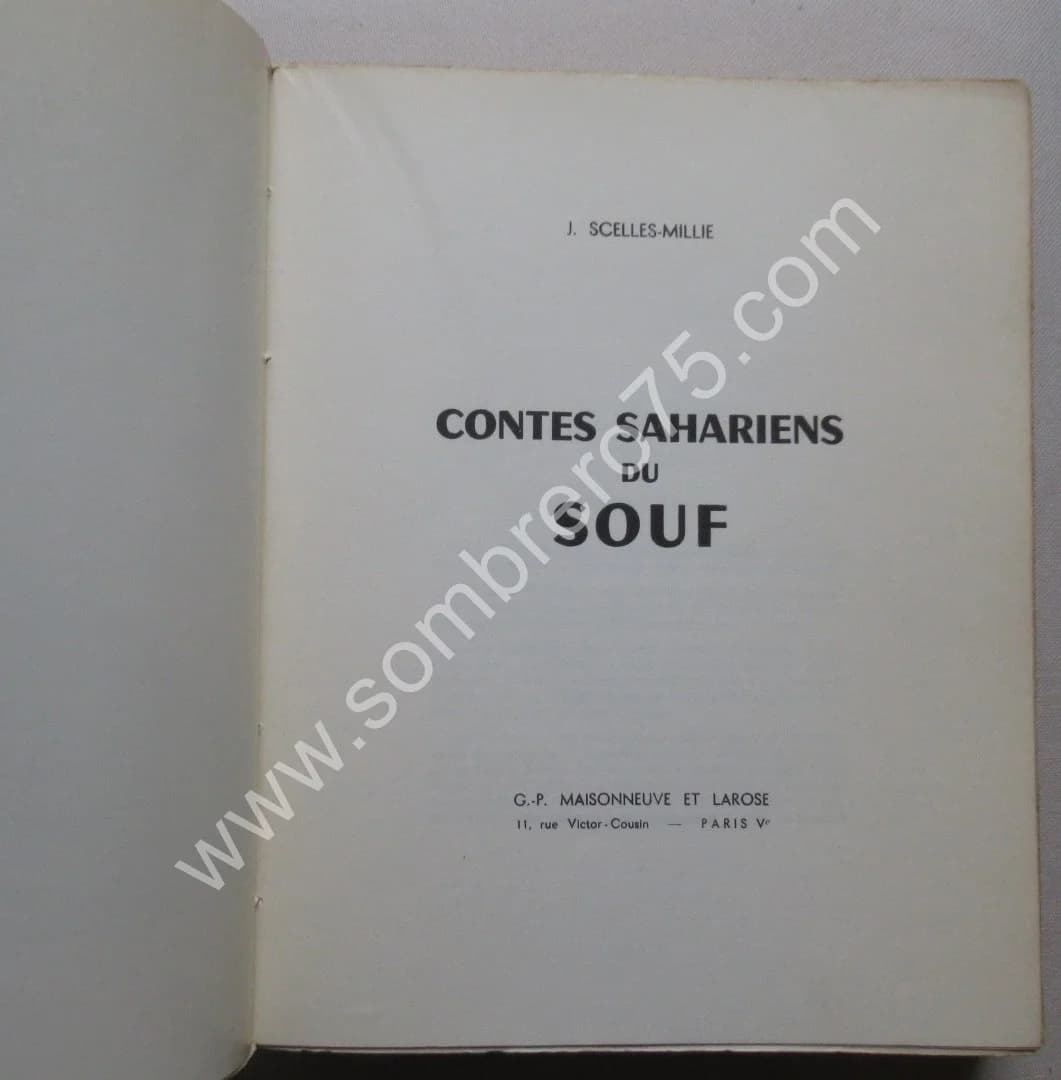 J. SCELLES-MILLIE
CONTES SAHARIENS
DU
SOUF
G.-P. MAISONNEUVE ET LAROSE
11, rue Victor-Cousin — PARIS Vᵉ
www.sombrero75.com